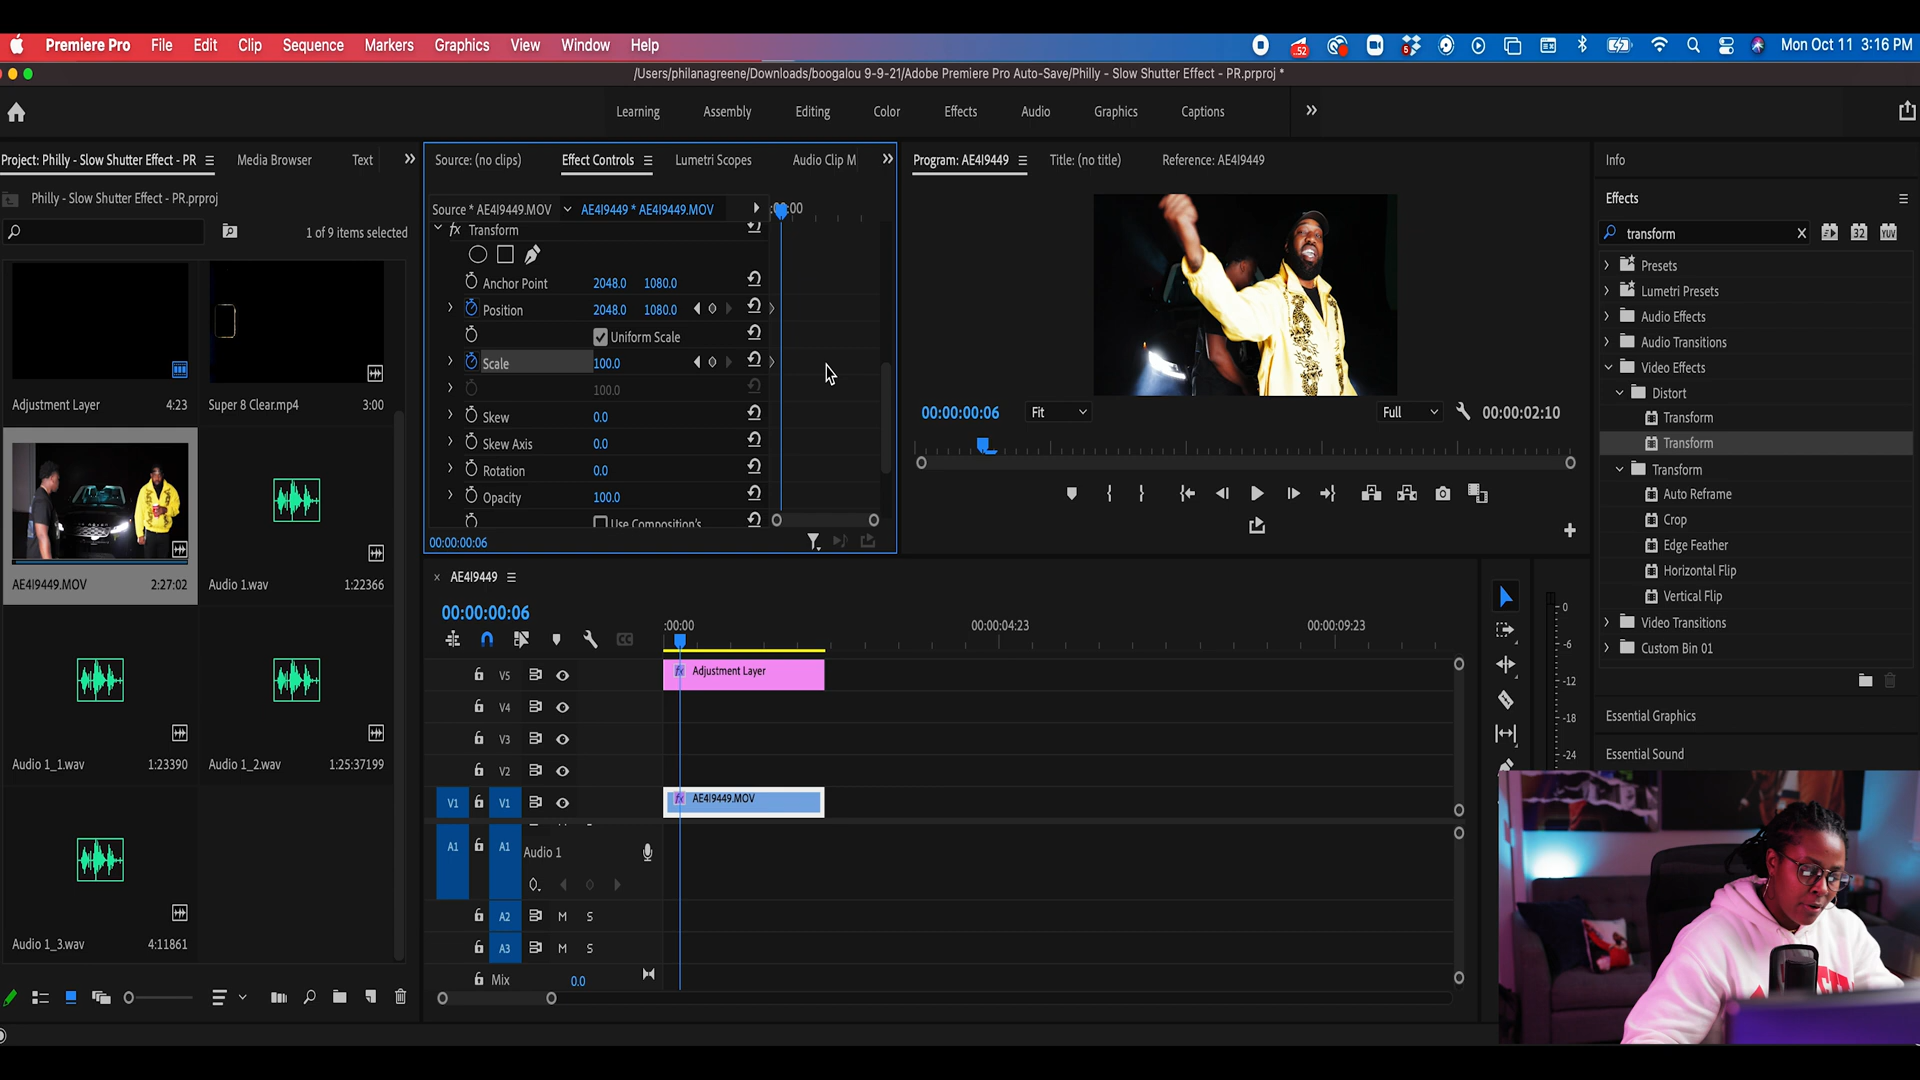 Premiere Pro File Edit Clip Sequence Markers Graphics View Window Help
52 5 Mon Oct 11 3:16 PM
/Users/philanagreene/Downloads/boogalou 9-9-21/Adobe Premiere Pro Auto-Save/Philly - Slow Shutter Effect - PR.prproj *
Learning Assembly Editing Color Effects Audio Graphics Captions
Project: Philly - Slow Shutter Effect - PR Media Browser Text
Philly - Slow Shutter Effect - PR.prproj
1 of 9 items selected
Adjustment Layer 4:23
Super 8 Clear.mp4 3:00
AE4I9449.MOV 2:27:02
Audio 1.wav 1:22366
Audio 1_1.wav 1:23390
Audio 1_2.wav 1:25:37199
Audio 1_3.wav 4:11861
Source: (no clips) Effect Controls Lumetri Scopes Audio Clip M
Source * AE4I9449.MOV AE4I9449 * AE4I9449.MOV
fx Transform
Anchor Point 2048.0 1080.0
Position 2048.0 1080.0
Uniform Scale
Scale 100.0
100.0
Skew 0.0
Skew Axis 0.0
Rotation 0.0
Opacity 100.0
Use Composition's
00:00:00:06
Program: AE4I9449 Title: (no title) Reference: AE4I9449
00:00:00:06 Fit Full 00:00:02:10
AE4I9449
00:00:00:06
:00:00 00:00:04:23 00:00:09:23
V5 fx Adjustment Layer
V4
V3
V2
V1 V1 fx AE4I9449.MOV
A1 A1 Audio 1
A2 M S
A3 M S
Mix 0.0
0
-6
-12
-18
-24
Info
Effects
transform 32 YUV
Presets
Lumetri Presets
Audio Effects
Audio Transitions
Video Effects
Distort
Transform
Transform
Transform
Auto Reframe
Crop
Edge Feather
Horizontal Flip
Vertical Flip
Video Transitions
Custom Bin 01
Essential Graphics
Essential Sound